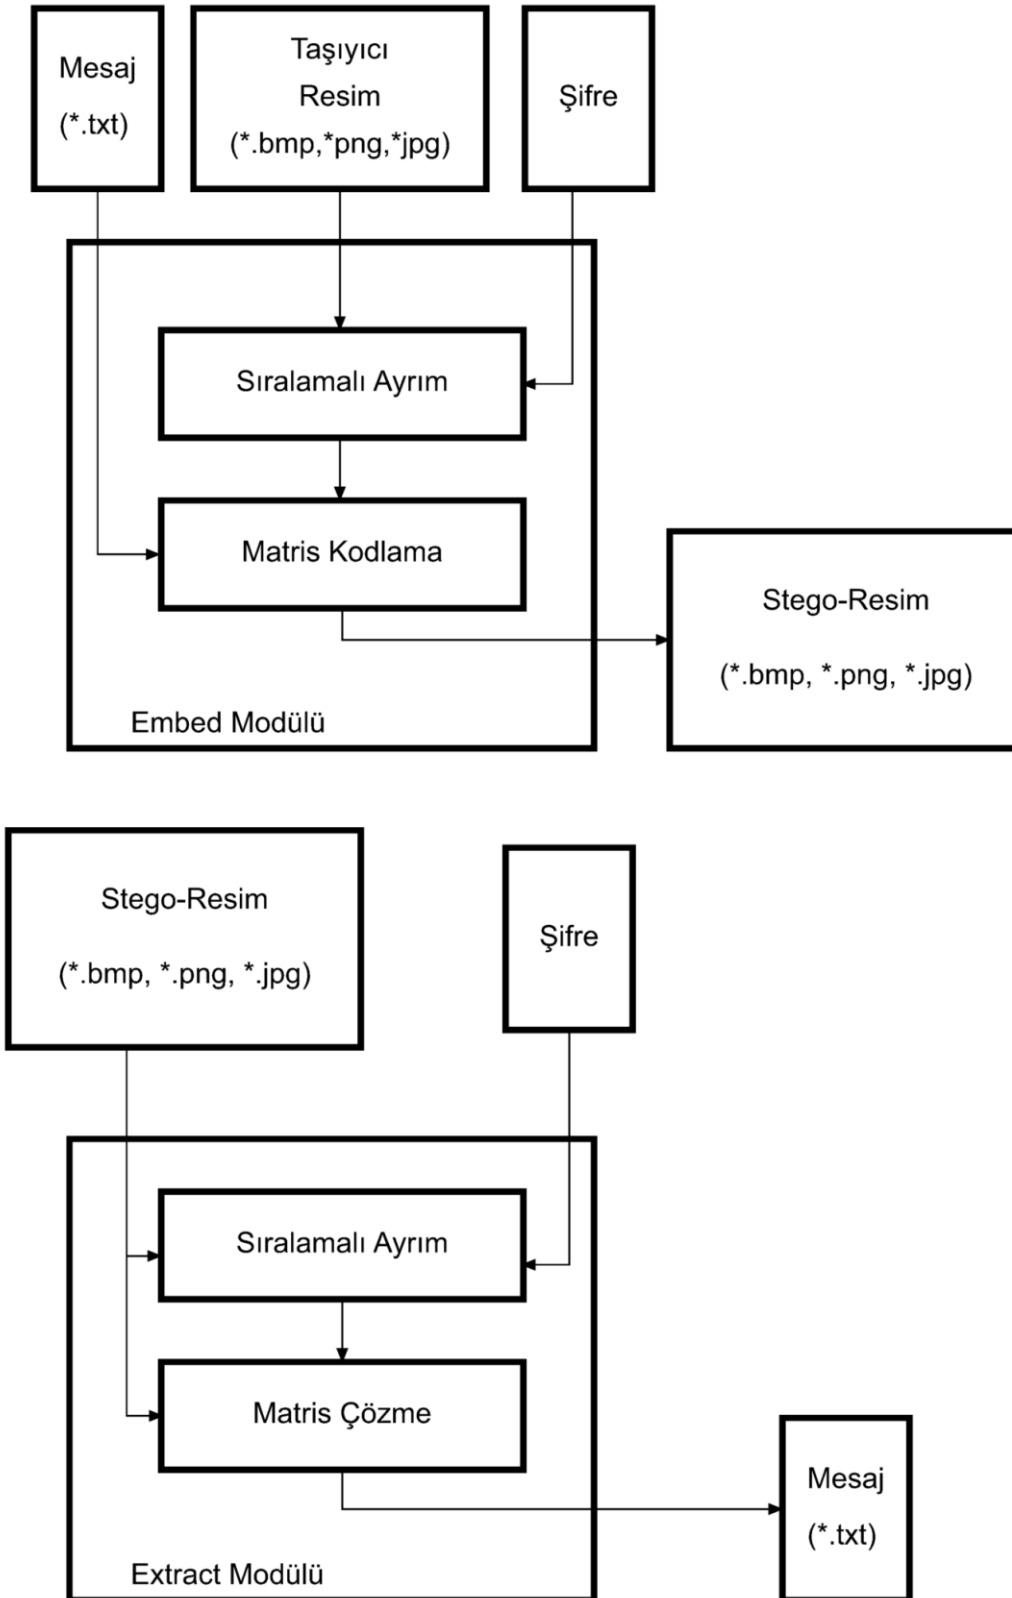 Mesaj
(*.txt)
Taşıyıcı
Resim
(*.bmp,*png,*jpg)
Şifre
Sıralamalı Ayrım
Matris Kodlama
Stego-Resim
(*.bmp, *.png, *.jpg)
Embed Modülü
Stego-Resim
(*.bmp, *.png, *.jpg)
Şifre
Sıralamalı Ayrım
Matris Çözme
Mesaj
(*.txt)
Extract Modülü